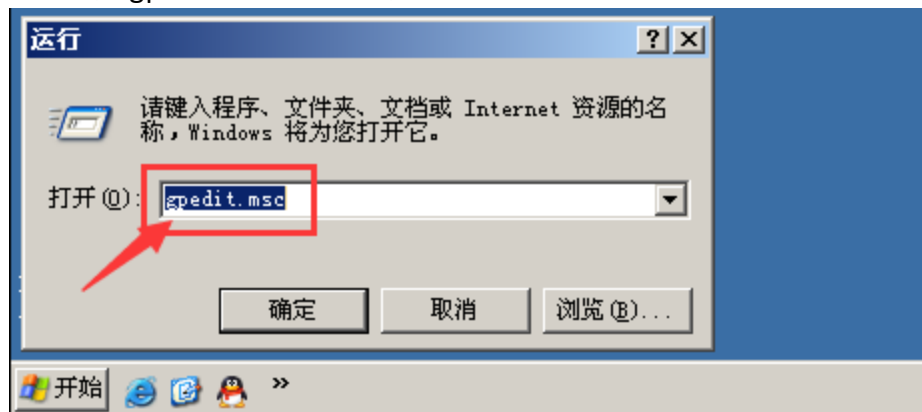 运行
请键入程序、文件夹、文档或 Internet 资源的名
称，Windows 将为您打开它。
打开(O): gpedit.msc
确定 取消 浏览(B)...
开始 »